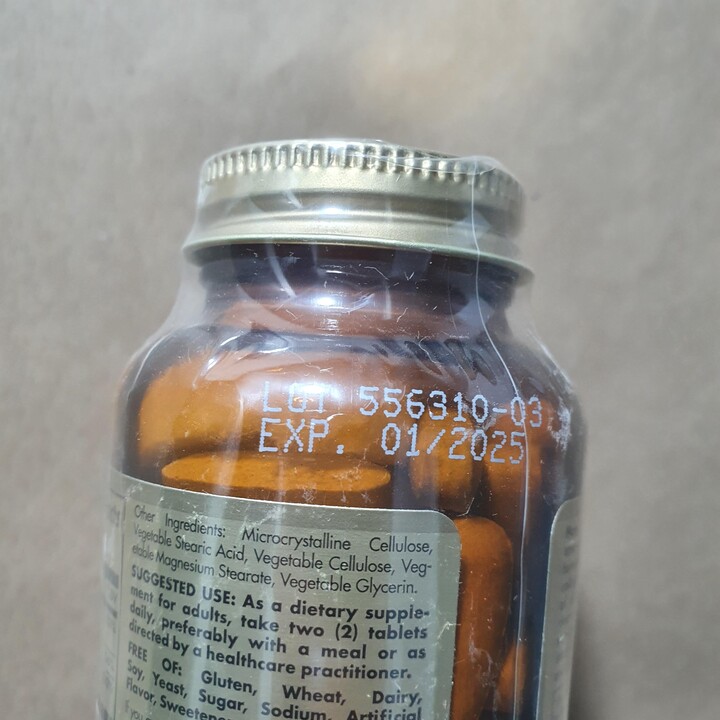 LOT 556310-03
EXP. 01/2025
Other Ingredients: Microcrystalline Cellulose,
Vegetable Stearic Acid, Vegetable Cellulose, Veg-
etable Magnesium Stearate, Vegetable Glycerin.
SUGGESTED USE: As a dietary supple-
ment for adults, take two (2) tablets
daily, preferably with a meal or as
directed by a healthcare practitioner.
FREE OF: Gluten, Wheat, Dairy,
Soy, Yeast, Sugar, Sodium, Artificial
Flavor,